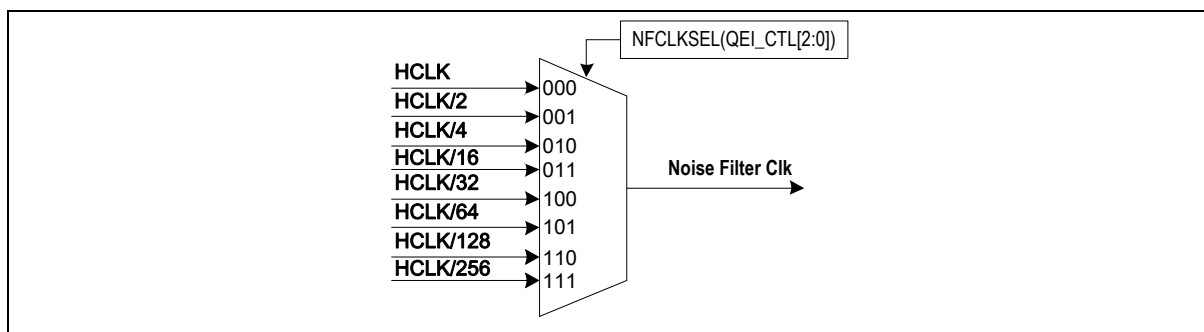 NFCLKSEL(QEI_CTL[2:0])
HCLK
000
HCLK/2
001
HCLK/4
010
HCLK/16
011
HCLK/32
100
HCLK/64
101
HCLK/128
110
HCLK/256
111
Noise Filter Clk